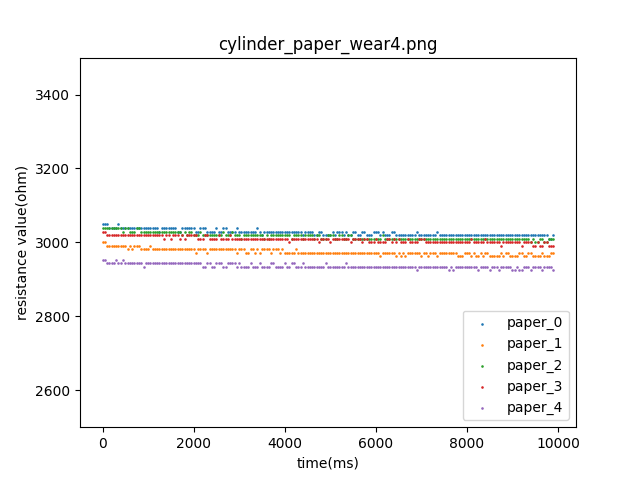 cylinder_paper_wear4.png
resistance value(ohm)
3400
3200
3000
2800
2600
0
2000
4000
6000
8000
10000
time(ms)
paper_0
paper_1
paper_2
paper_3
paper_4